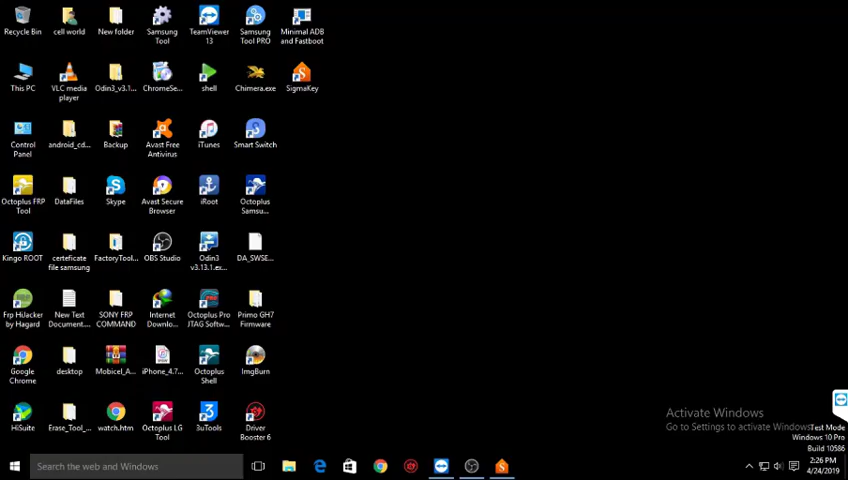 Recycle Bin
cell world
New folder
Samsung
Tool
TeamViewer
13
Samsung
Tool PRO
Minimal ADB
and Fastboot
This PC
VLC media
player
Odin3_v3.1...
ChromeSe...
shell
Chimera.exe
SigmaKey
Control
Panel
android_cd...
Backup
Avast Free
Antivirus
iTunes
Smart Switch
Octoplus FRP
Tool
DataFiles
Skype
Avast Secure
Browser
iRoot
Octoplus
Samsu...
Kingo ROOT
certeficate
file samsung
FactoryTool...
OBS Studio
Odin3
v3.13.1.ex...
DA_SWSE...
Frp HiJacker
by Hagard
New Text
Document....
SONY FRP
COMMAND
Internet
Downlo...
Octoplus Pro
JTAG Softw...
Primo GH7
Firmware
Google
Chrome
desktop
Mobicel_A...
iPhone_4.7...
Octoplus
Shell
ImgBurn
HiSuite
Erase_Tool_...
watch.htm
Octoplus LG
Tool
3uTools
Driver
Booster 6
Activate Windows
Go to Settings to activate Windows
Test Mode
Windows 10 Pro
Build 10586
Search the web and Windows
2:26 PM
4/24/2019